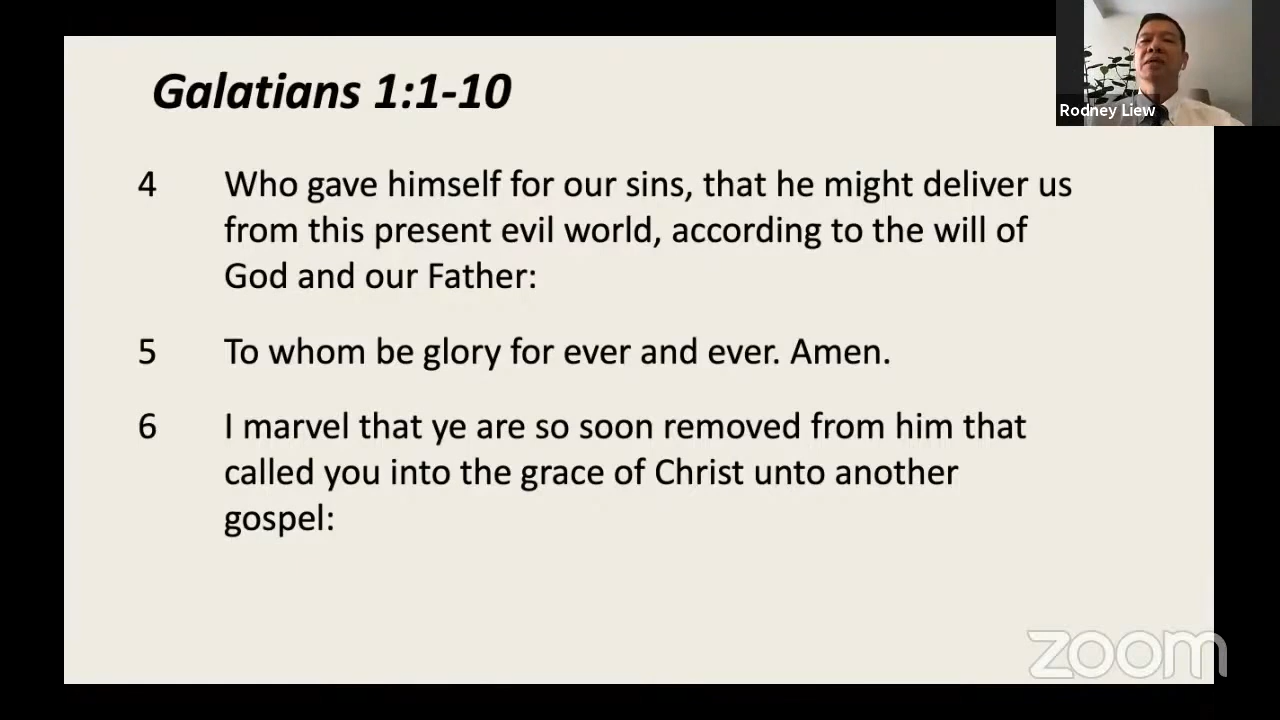 Galatians 1:1-10
Rodney Liew
4 Who gave himself for our sins, that he might deliver us
from this present evil world, according to the will of
God and our Father:
5 To whom be glory for ever and ever. Amen.
6 I marvel that ye are so soon removed from him that
called you into the grace of Christ unto another
gospel:
zoom